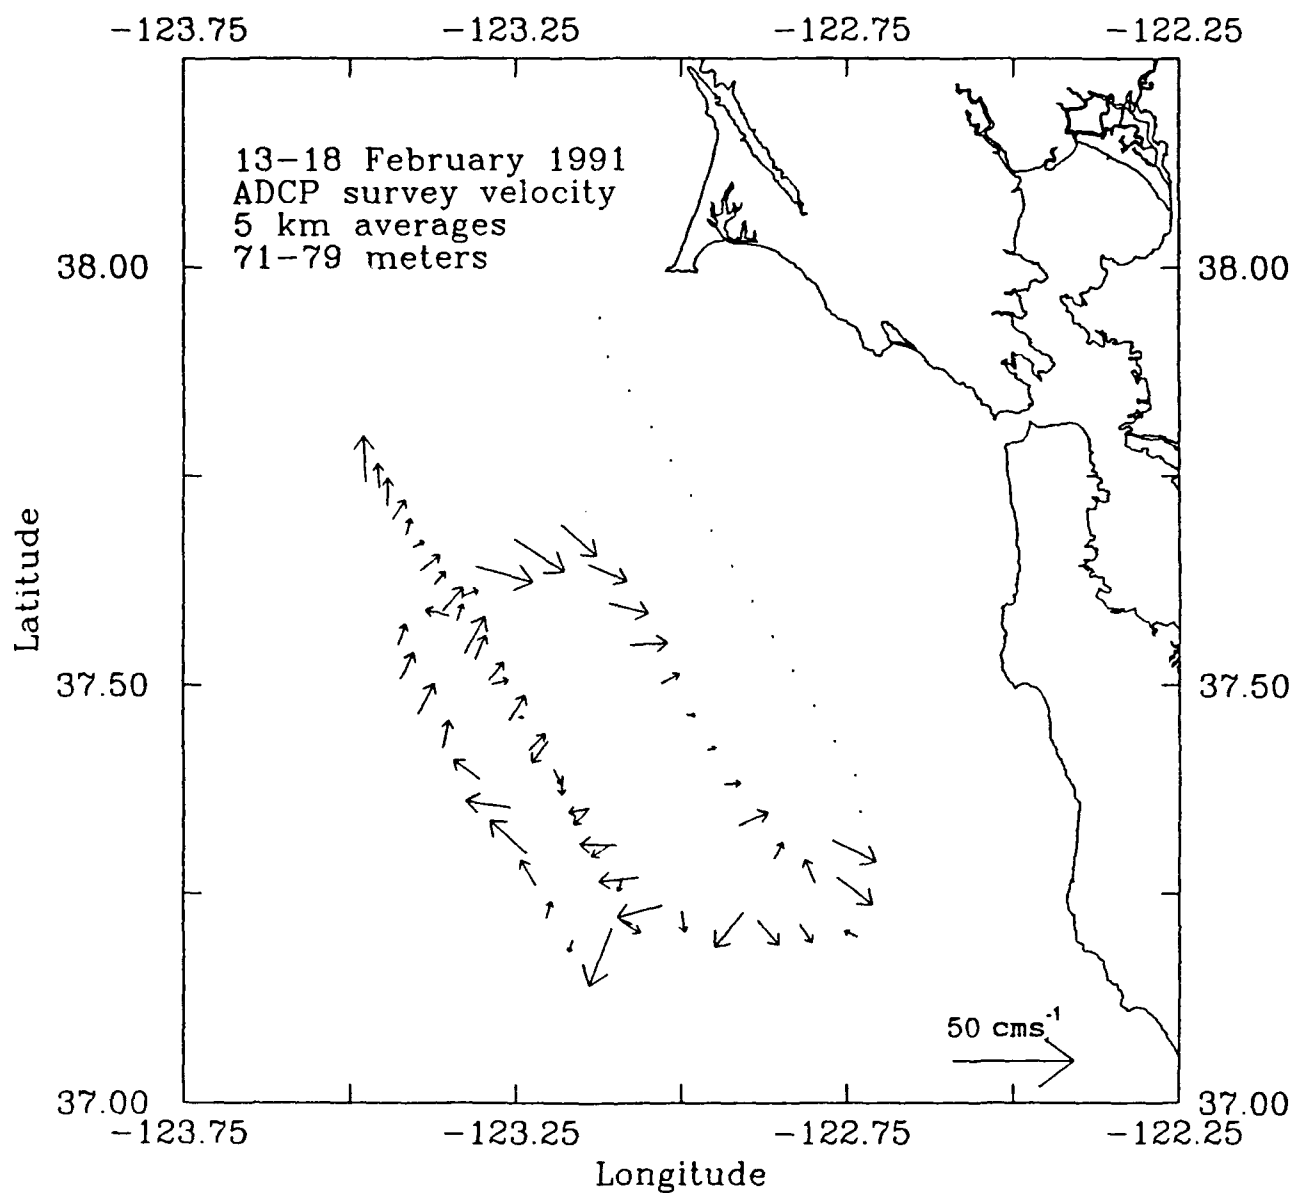 -123.75 -123.25 -122.75 -122.25
13-18 February 1991
ADCP survey velocity
5 km averages
71-79 meters
38.00 38.00
Latitude
37.50 37.50
50 cms⁻¹
37.00 37.00
-123.75 -123.25 -122.75 -122.25
Longitude